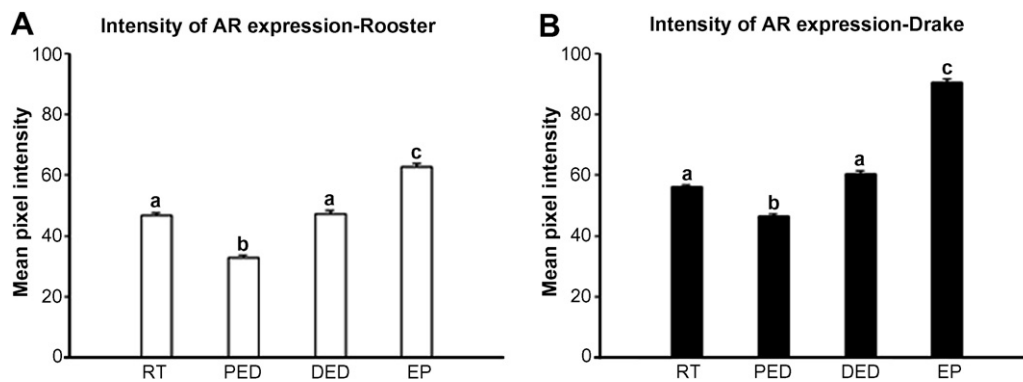 A Intensity of AR expression-Rooster
Mean pixel intensity
100
80
60
40
20
0
a
b
a
c
RT PED DED EP
B Intensity of AR expression-Drake
Mean pixel intensity
100
80
60
40
20
0
a
b
a
c
RT PED DED EP